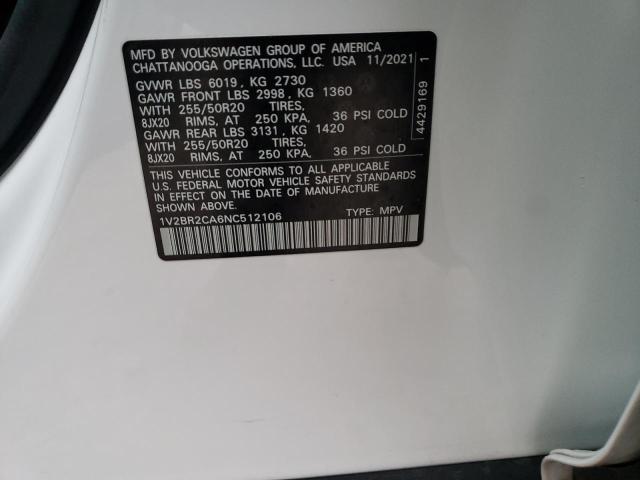 MFD BY VOLKSWAGEN GROUP OF AMERICA
CHATTANOOGA OPERATIONS, LLC. USA 11/2021
GVWR LBS 6019, KG 2730
GAWR FRONT LBS 2998, KG 1360
WITH 255/50R20 TIRES,
8JX20 RIMS, AT 250 KPA, 36 PSI COLD
GAWR REAR LBS 3131, KG 1420
WITH 255/50R20 TIRES,
8JX20 RIMS, AT 250 KPA, 36 PSI COLD
THIS VEHICLE CONFORMS TO ALL APPLICABLE
U.S. FEDERAL MOTOR VEHICLE SAFETY STANDARDS
IN EFFECT ON THE DATE OF MANUFACTURE
SHOWN ABOVE.
1V2BR2CA6NC512106 TYPE: MPV
4429169 1